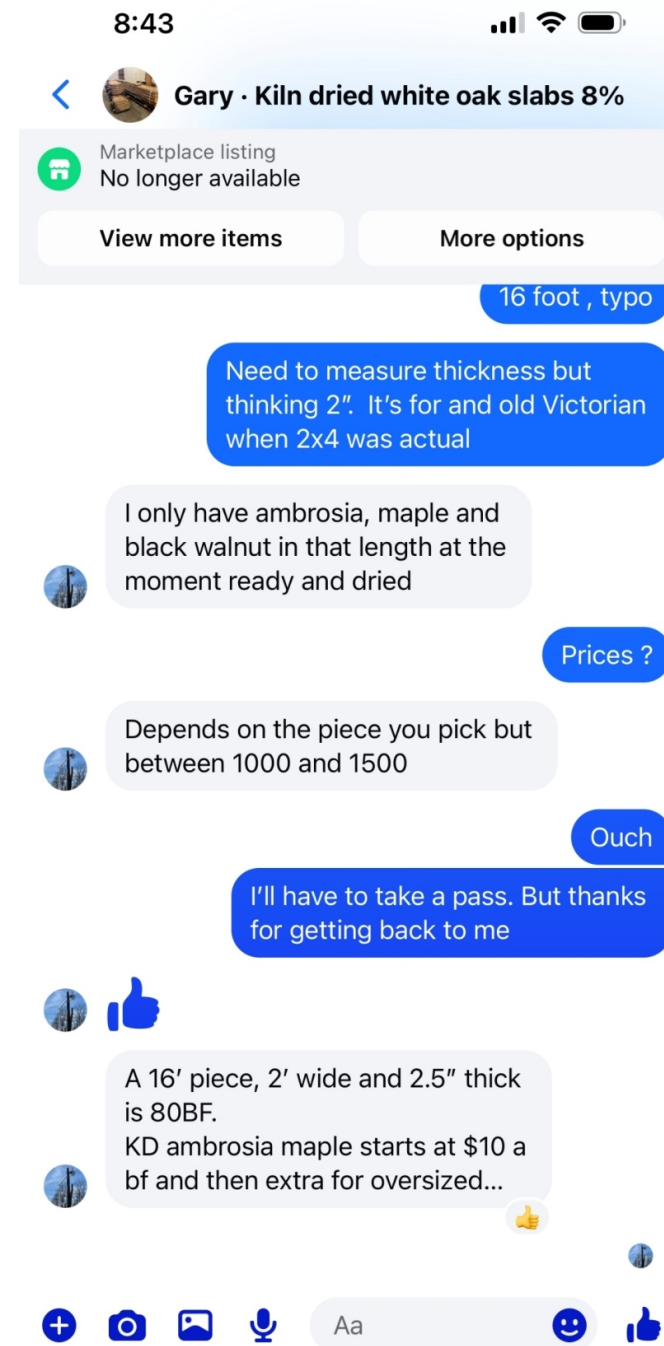 8:43
Gary · Kiln dried white oak slabs 8%
Marketplace listing
No longer available
View more items
More options
16 foot , typo
Need to measure thickness but
thinking 2”.  It’s for and old Victorian
when 2x4 was actual
I only have ambrosia, maple and
black walnut in that length at the
moment ready and dried
Prices ?
Depends on the piece you pick but
between 1000 and 1500
Ouch
I’ll have to take a pass. But thanks
for getting back to me
A 16’ piece, 2’ wide and 2.5” thick
is 80BF.
KD ambrosia maple starts at $10 a
bf and then extra for oversized...
Aa